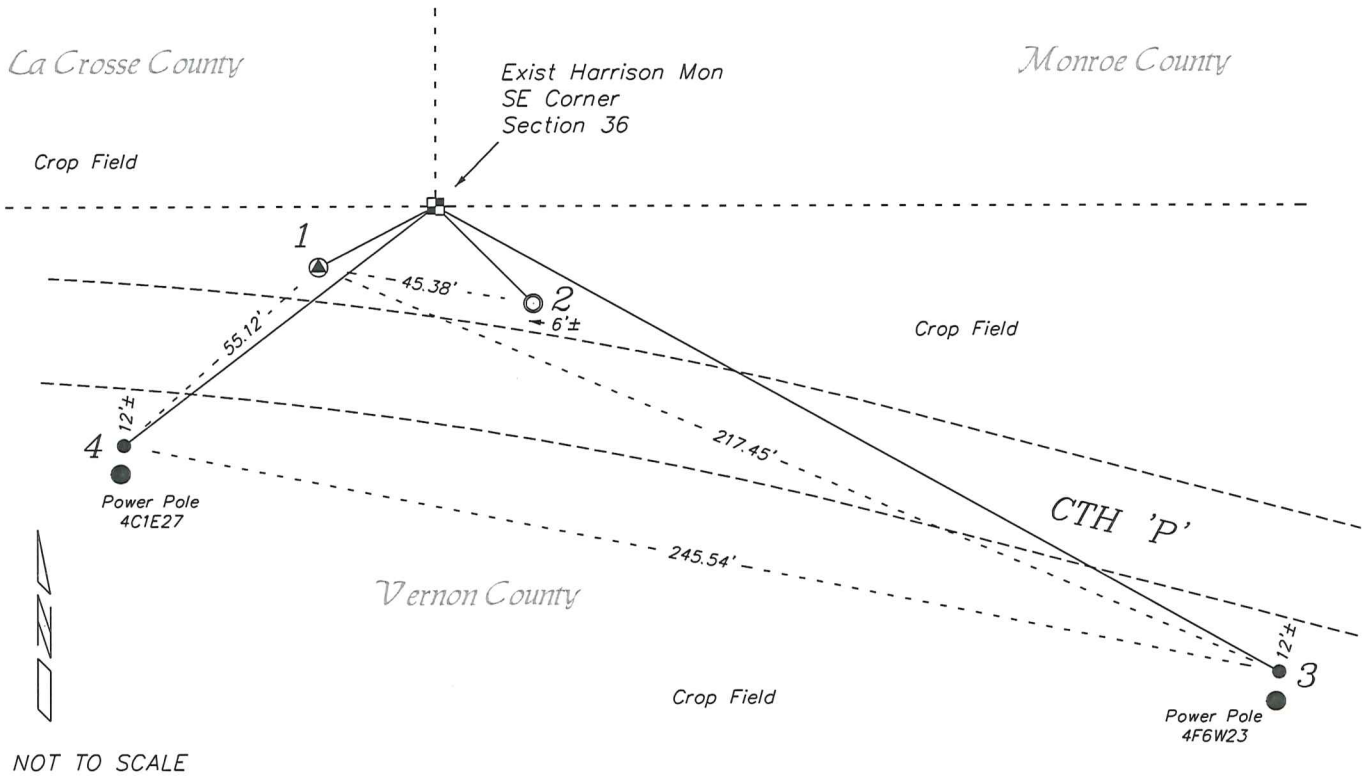 La Crosse County
Monroe County
Exist Harrison Mon
SE Corner
Section 36
Crop Field
1
45.38'
2
6'±
Crop Field
55.12'
12'±
4
217.45'
Power Pole
4C1E27
CTH 'P'
245.54'
Vernon County
N
12'±
3
Crop Field
Power Pole
4F6W23
NOT TO SCALE